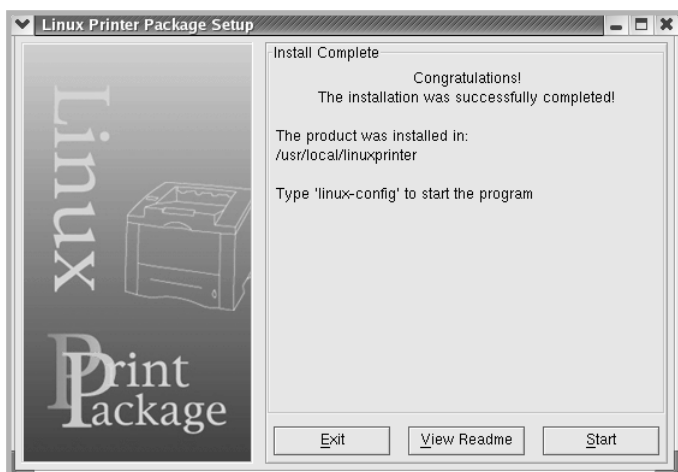 Linux Printer Package Setup
Linux
Print
Package
Install Complete
Congratulations!
The installation was successfully completed!
The product was installed in:
/usr/local/linuxprinter
Type 'linux-config' to start the program
Exit
View Readme
Start